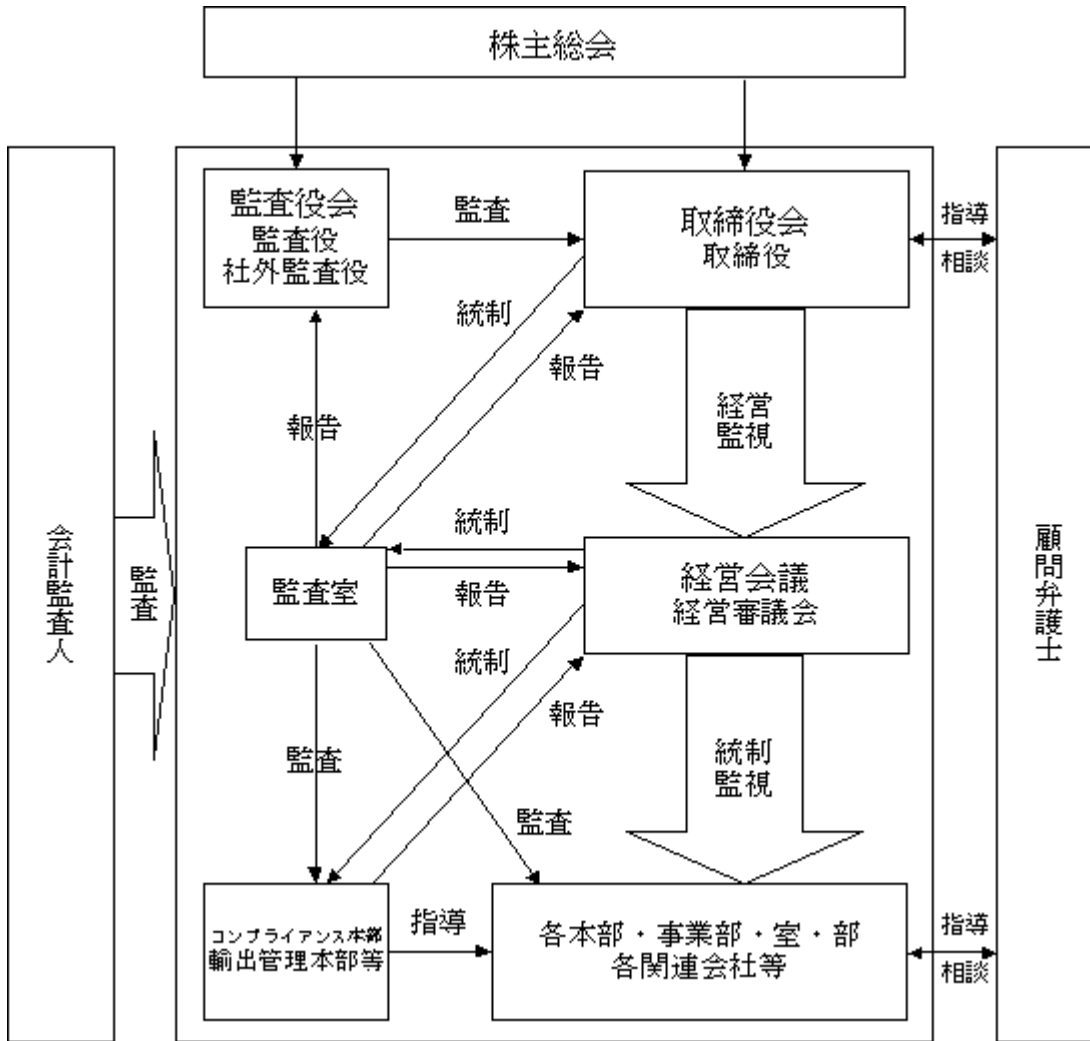 株主総会
監査役会
監査役
社外監査役
監査
取締役会
取締役
指導
相談
統制
報告
報告
経営
監視
会計監査人
監査
監査室
統制
報告
経営会議
経営審議会
顧問弁護士
統制
報告
監査
統制
監視
監査
コンプライアンス本部
輸出管理本部等
指導
各本部・事業部・室・部
各関連会社等
指導
相談